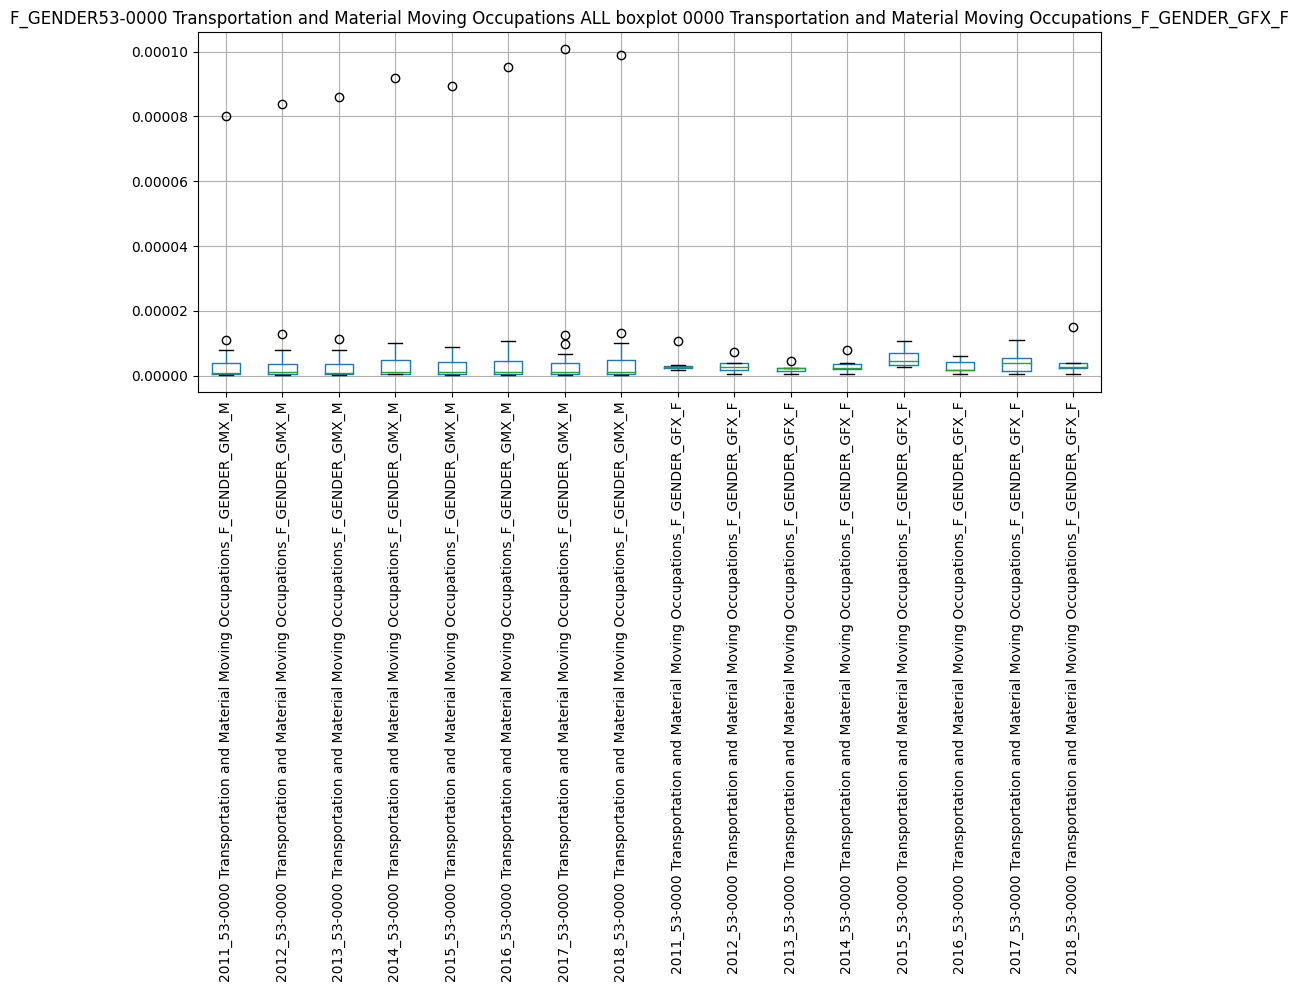 F_GENDER53-0000 Transportation and Material Moving Occupations ALL boxplot 0000 Transportation and Material Moving Occupations_F_GENDER_GFX_F
0.00010
0.00008
0.00006
0.00004
0.00002
0.00000
2011_53-0000 Transportation and Material Moving Occupations_F_GENDER_GMX_M
2012_53-0000 Transportation and Material Moving Occupations_F_GENDER_GMX_M
2013_53-0000 Transportation and Material Moving Occupations_F_GENDER_GMX_M
2014_53-0000 Transportation and Material Moving Occupations_F_GENDER_GMX_M
2015_53-0000 Transportation and Material Moving Occupations_F_GENDER_GMX_M
2016_53-0000 Transportation and Material Moving Occupations_F_GENDER_GMX_M
2017_53-0000 Transportation and Material Moving Occupations_F_GENDER_GMX_M
2018_53-0000 Transportation and Material Moving Occupations_F_GENDER_GMX_M
2011_53-0000 Transportation and Material Moving Occupations_F_GENDER_GFX_F
2012_53-0000 Transportation and Material Moving Occupations_F_GENDER_GFX_F
2013_53-0000 Transportation and Material Moving Occupations_F_GENDER_GFX_F
2014_53-0000 Transportation and Material Moving Occupations_F_GENDER_GFX_F
2015_53-0000 Transportation and Material Moving Occupations_F_GENDER_GFX_F
2016_53-0000 Transportation and Material Moving Occupations_F_GENDER_GFX_F
2017_53-0000 Transportation and Material Moving Occupations_F_GENDER_GFX_F
2018_53-0000 Transportation and Material Moving Occupations_F_GENDER_GFX_F